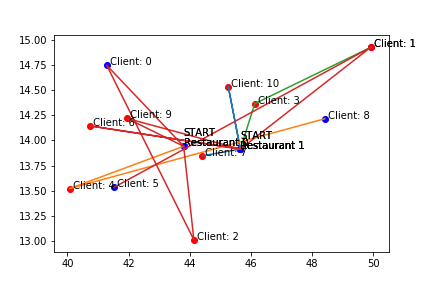 15.00
Client: 1
14.75
Client: 0
14.50
Client: 10
Client: 3
14.25
Client: 9
Client: 8
Client: 6
14.00
START
START
Restaurant
Restaurant 1
13.75
Client: 7
13.50
Client: 4
Client: 5
13.25
13.00
Client: 2
40 42 44 46 48 50